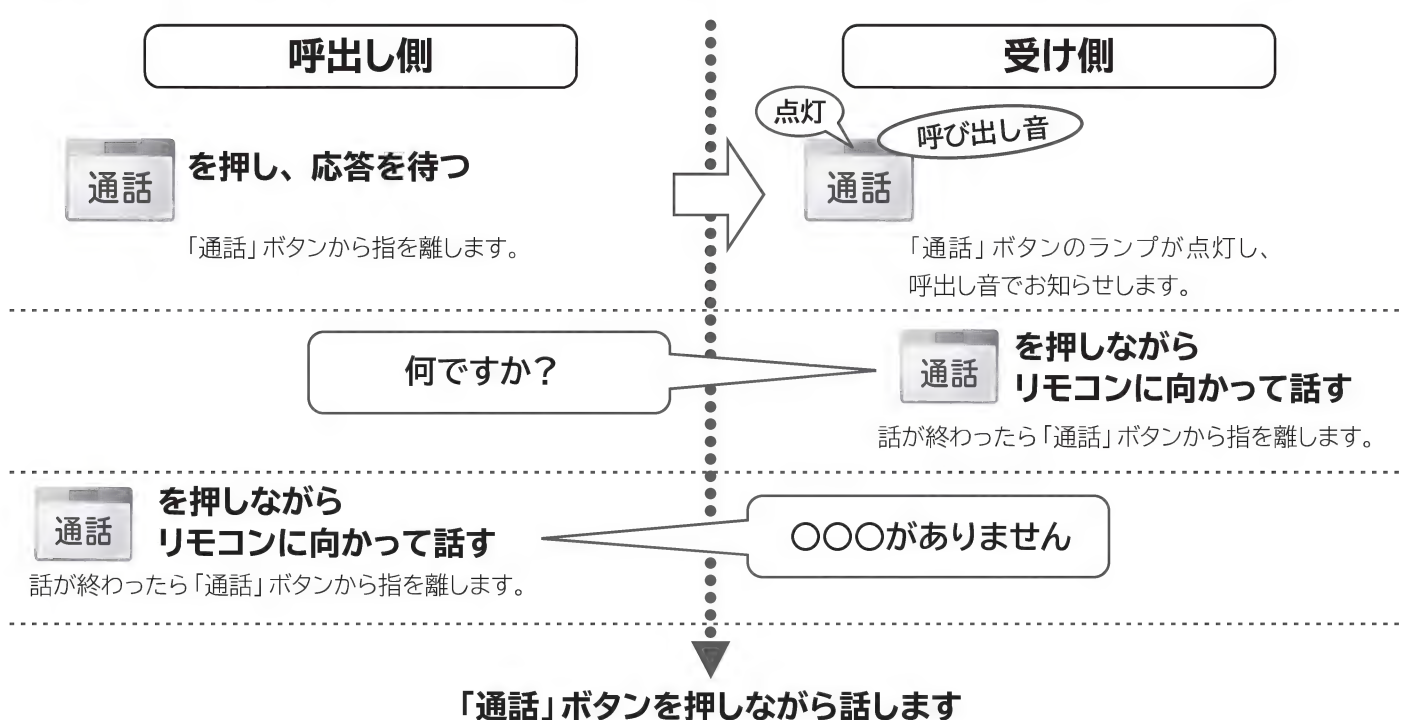 呼出し側
受け側
点灯
呼び出し音
通話 を押し、応答を待つ
通話
「通話」ボタンから指を離します。
「通話」ボタンのランプが点灯し、
呼出し音でお知らせします。
何ですか?
通話 を押しながら
リモコンに向かって話す
話が終わったら「通話」ボタンから指を離します。
通話 を押しながら
リモコンに向かって話す
〇〇〇がありません
話が終わったら「通話」ボタンから指を離します。
「通話」ボタンを押しながら話します